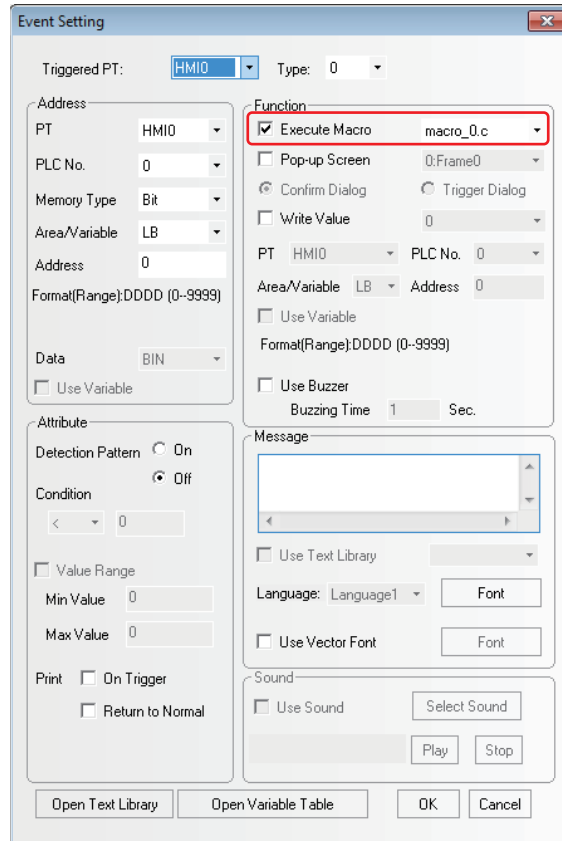 Event Setting
Triggered PT: HMI0 Type: 0
Address
PT HMI0
PLC No. 0
Memory Type Bit
Area/Variable LB
Address 0
Format(Range):DDDD (0--9999)
Data BIN
Use Variable
Attribute
Detection Pattern On
Off
Condition
< 0
Value Range
Min Value 0
Max Value 0
Print On Trigger
Return to Normal
Function
Execute Macro macro_0.c
Pop-up Screen 0:Frame0
Confirm Dialog Trigger Dialog
Write Value 0
PT HMI0 PLC No. 0
Area/Variable LB Address 0
Use Variable
Format(Range):DDDD (0--9999)
Use Buzzer
Buzzing Time 1 Sec.
Message
Use Text Library
Language: Language1 Font
Use Vector Font Font
Sound
Use Sound Select Sound
Play Stop
Open Text Library Open Variable Table OK Cancel